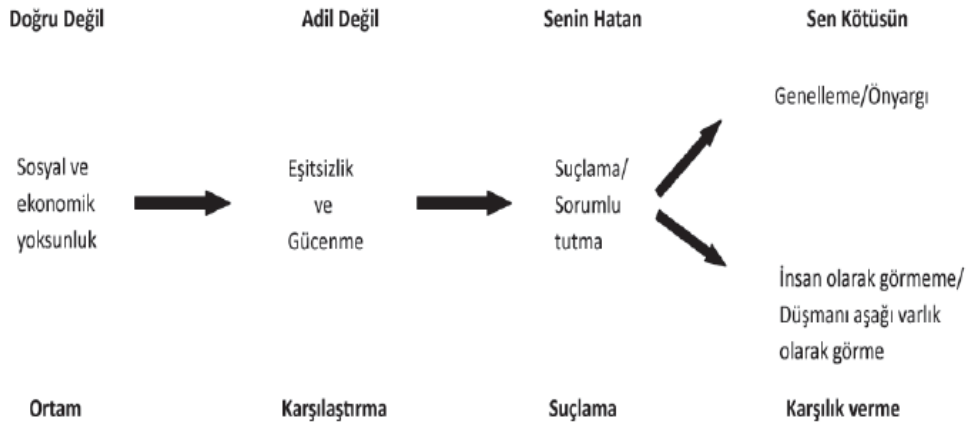 Doğru Değil
Adil Değil
Senin Hatan
Sen Kötüsün
Sosyal ve
ekonomik
yoksunluk
Eşitsizlik
ve
Gücenme
Suçlama/
Sorumlu
tutma
Genelleme/Önyargı
İnsan olarak görmeme/
Düşmanı aşağı varlık
olarak görme
Ortam
Karşılaştırma
Suçlama
Karşılık verme